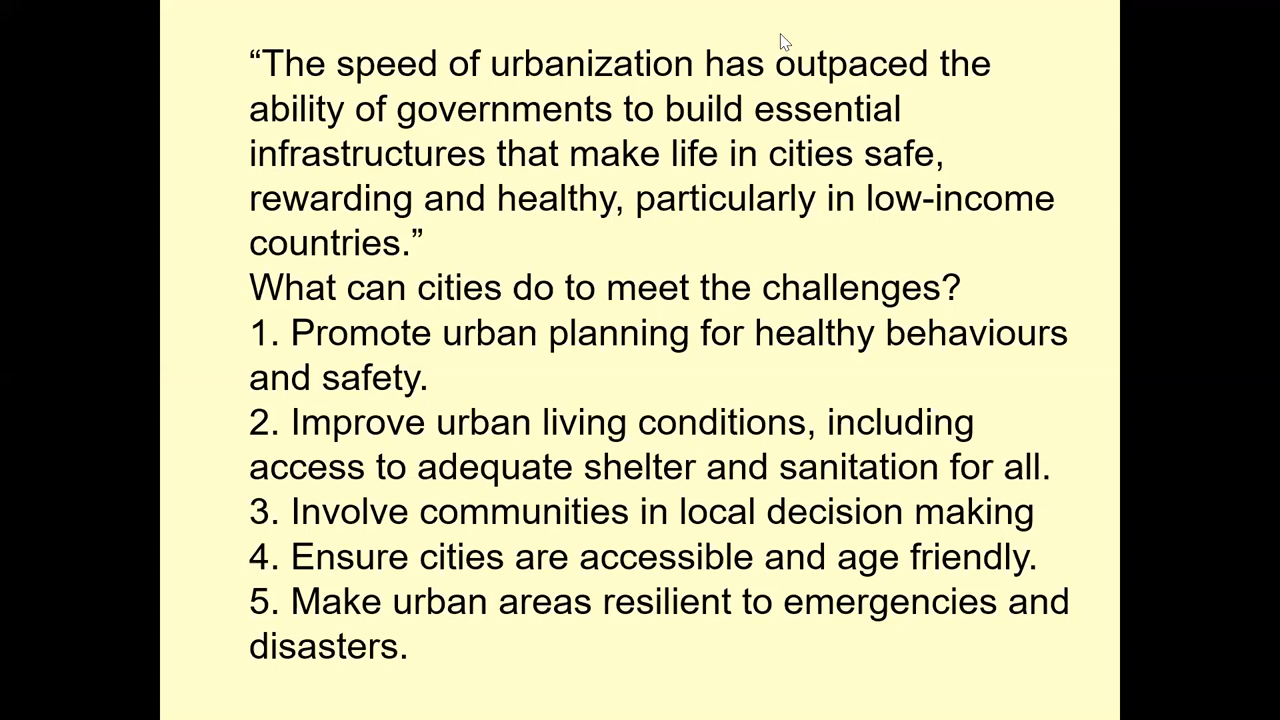 “The speed of urbanization has outpaced the
ability of governments to build essential
infrastructures that make life in cities safe,
rewarding and healthy, particularly in low-income
countries.”
What can cities do to meet the challenges?
1. Promote urban planning for healthy behaviours
and safety.
2. Improve urban living conditions, including
access to adequate shelter and sanitation for all.
3. Involve communities in local decision making
4. Ensure cities are accessible and age friendly.
5. Make urban areas resilient to emergencies and
disasters.